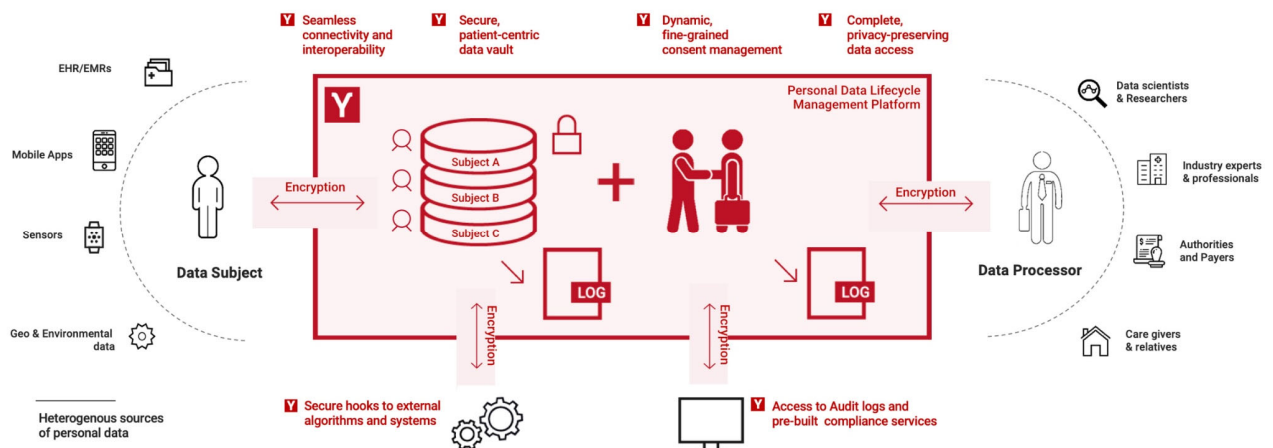 Y Seamless
connectivity and
interoperability
Y Secure,
patient-centric
data vault
Y Dynamic,
fine-grained
consent management
Y Complete,
privacy-preserving
data access
EHR/EMRs
Mobile Apps
Sensors
Geo & Environmental
data
Data Subject
Heterogenous sources
of personal data
Encryption
Y
Personal Data Lifecycle
Management Platform
Subject A
Subject B
Subject C
LOG
LOG
Encryption
Encryption
Encryption
Data Processor
Data scientists
& Researchers
Industry experts
& professionals
Authorities
and Payers
Care givers
& relatives
Y Secure hooks to external
algorithms and systems
Y Access to Audit logs and
pre-built compliance services